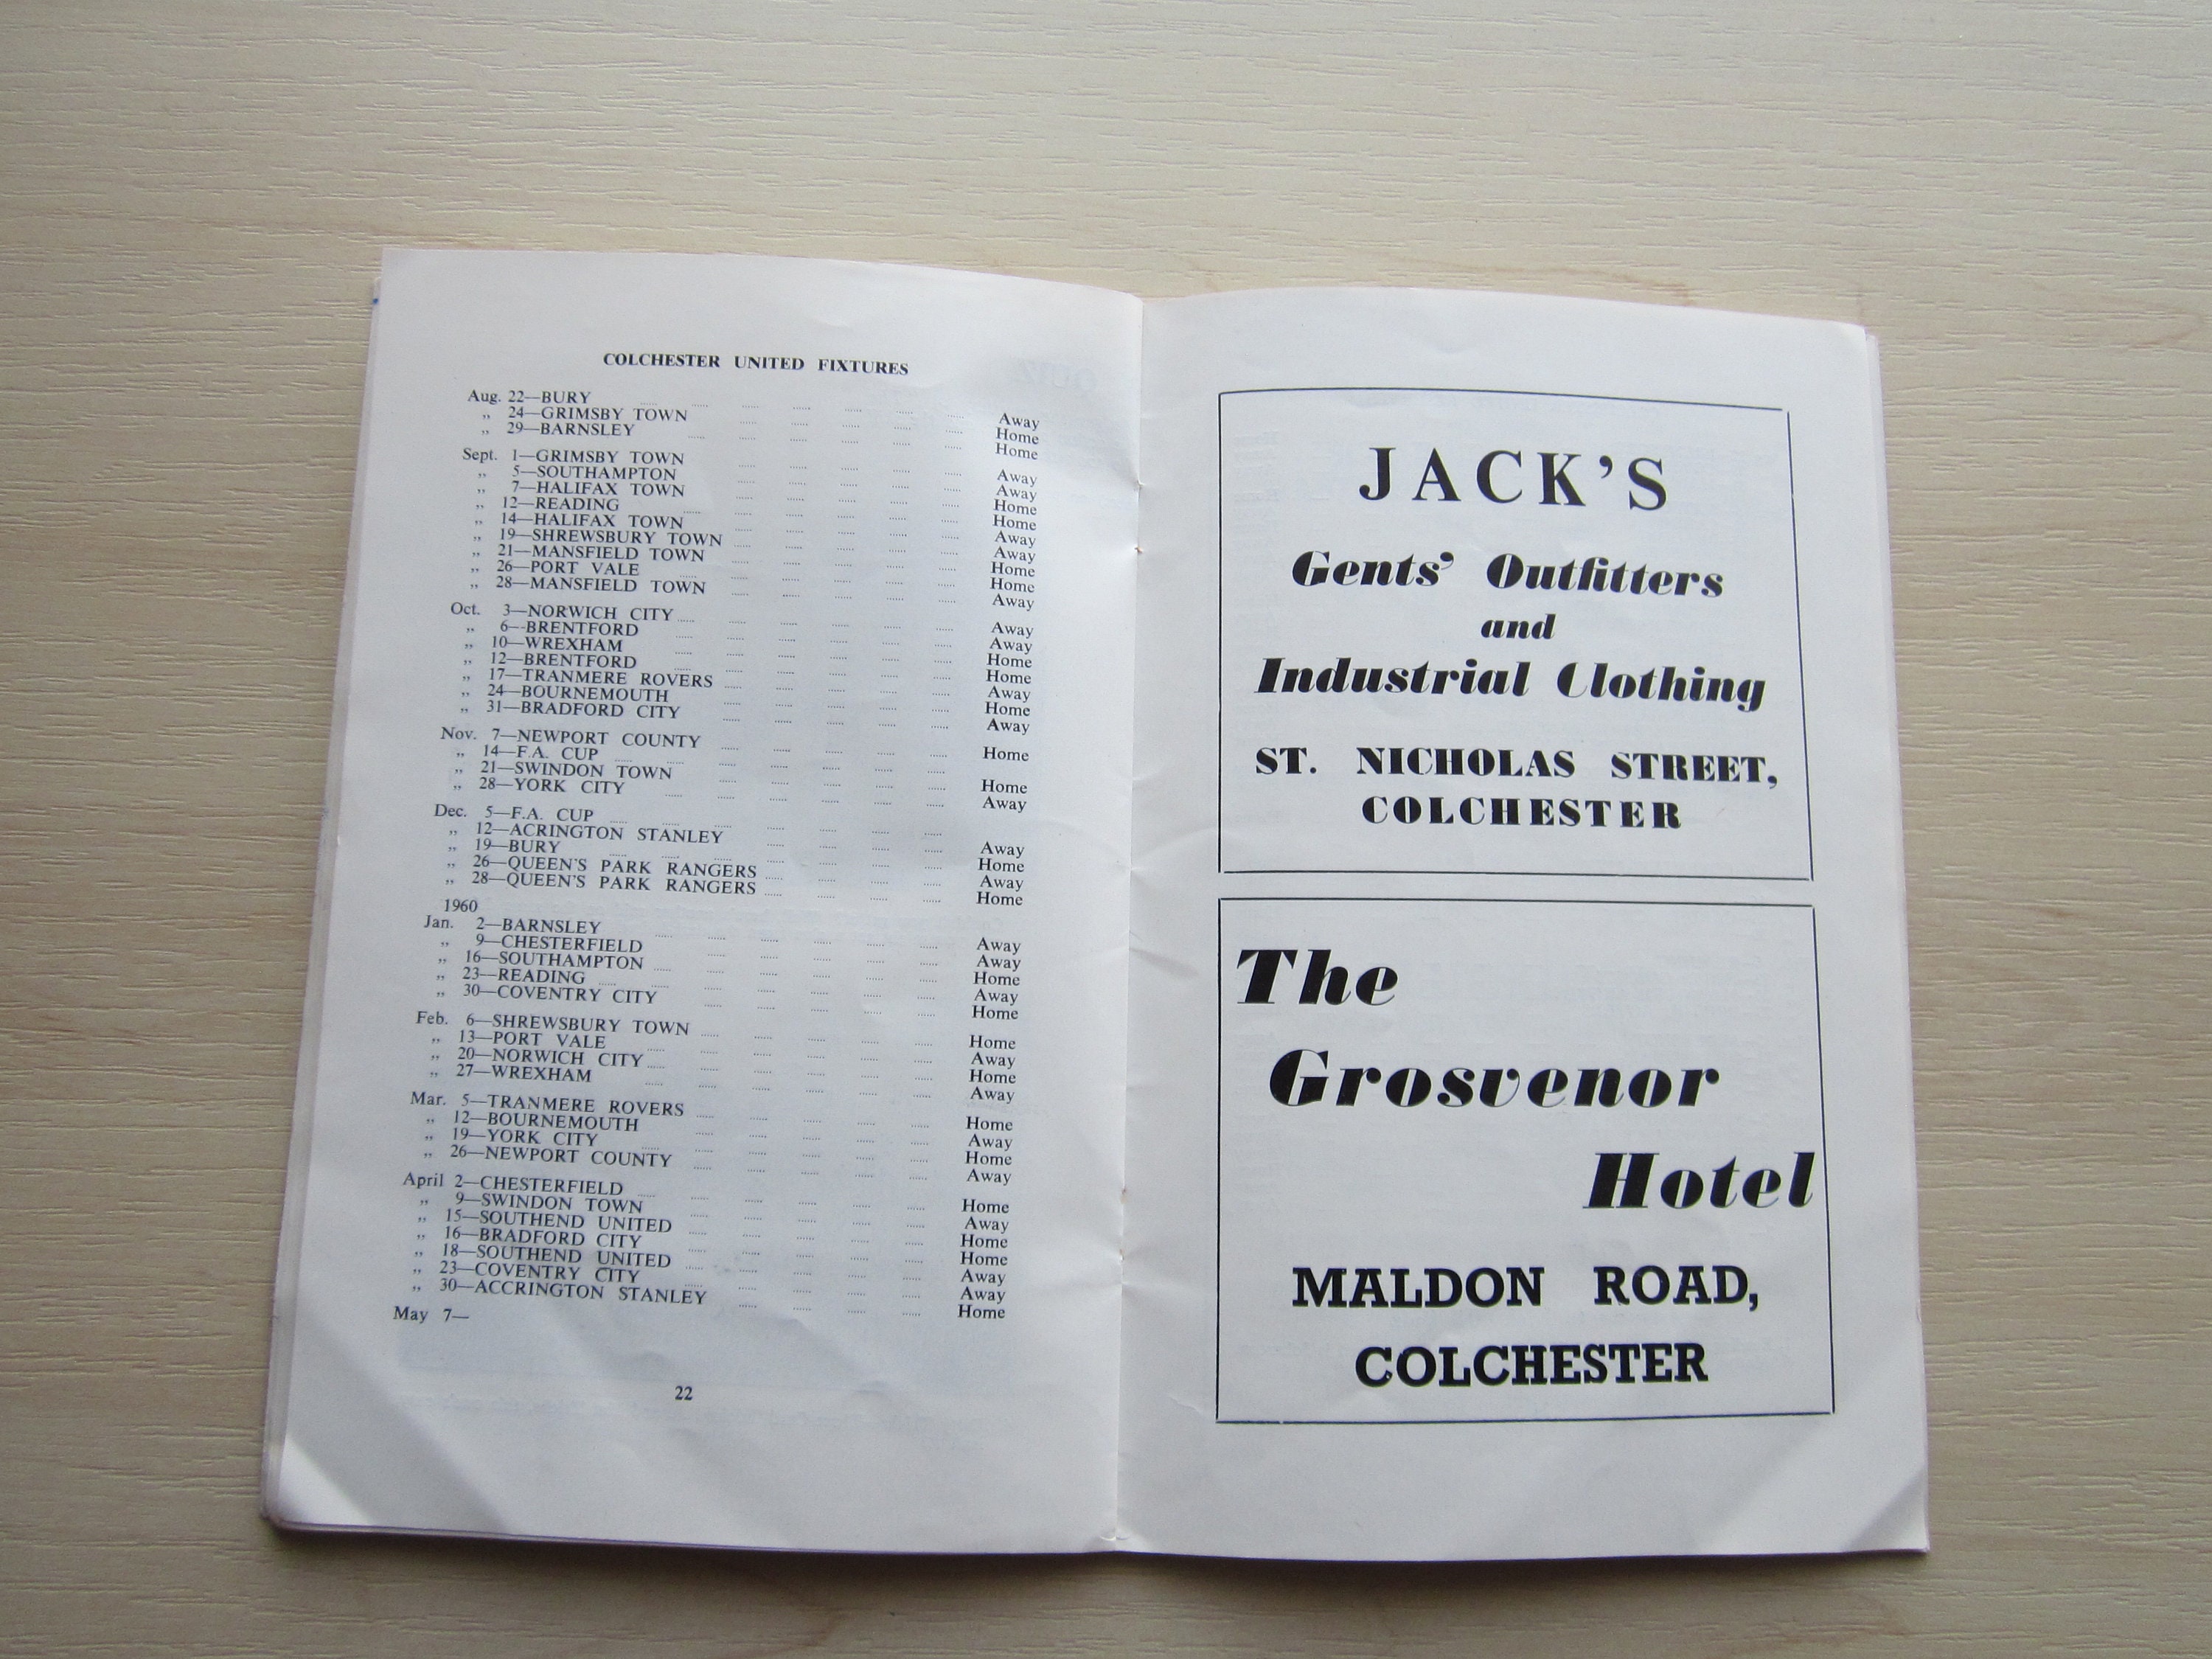 COLCHESTER UNITED FIXTURES
Aug. 22—BURY ...... Away
„ 24—GRIMSBY TOWN ...... Home
„ 29—BARNSLEY ...... Home
Sept. 1—GRIMSBY TOWN ...... Away
„ 5—SOUTHAMPTON ...... Away
„ 7—HALIFAX TOWN ...... Home
„ 12—READING ...... Home
„ 14—HALIFAX TOWN ...... Away
„ 19—SHREWSBURY TOWN ...... Away
„ 21—MANSFIELD TOWN ...... Home
„ 26—PORT VALE ...... Home
„ 28—MANSFIELD TOWN ...... Away
Oct. 3—NORWICH CITY ...... Away
„ 6—BRENTFORD ...... Away
„ 10—WREXHAM ...... Home
„ 12—BRENTFORD ...... Home
„ 17—TRANMERE ROVERS ...... Away
„ 24—BOURNEMOUTH ...... Home
„ 31—BRADFORD CITY ...... Away
Nov. 7—NEWPORT COUNTY ...... Home
„ 14—F.A. CUP ......
„ 21—SWINDON TOWN ...... Home
„ 28—YORK CITY ...... Away
Dec. 5—F.A. CUP ......
„ 12—ACRINGTON STANLEY ...... Away
„ 19—BURY ...... Home
„ 26—QUEEN'S PARK RANGERS ...... Away
„ 28—QUEEN'S PARK RANGERS ...... Home
1960
Jan. 2—BARNSLEY ...... Away
„ 9—CHESTERFIELD ...... Away
„ 16—SOUTHAMPTON ...... Home
„ 23—READING ...... Away
„ 30—COVENTRY CITY ...... Home
Feb. 6—SHREWSBURY TOWN ...... Home
„ 13—PORT VALE ...... Away
„ 20—NORWICH CITY ...... Home
„ 27—WREXHAM ...... Away
Mar. 5—TRANMERE ROVERS ...... Home
„ 12—BOURNEMOUTH ...... Away
„ 19—YORK CITY ...... Home
„ 26—NEWPORT COUNTY ...... Away
April 2—CHESTERFIELD ...... Home
„ 9—SWINDON TOWN ...... Away
„ 15—SOUTHEND UNITED ...... Home
„ 16—BRADFORD CITY ...... Home
„ 18—SOUTHEND UNITED ...... Away
„ 23—COVENTRY CITY ...... Away
„ 30—ACCRINGTON STANLEY ...... Home
May 7—
22
JACK'S
Gents' Outfitters
and
Industrial Clothing
ST. NICHOLAS STREET,
COLCHESTER
The
Grosvenor
Hotel
MALDON ROAD,
COLCHESTER